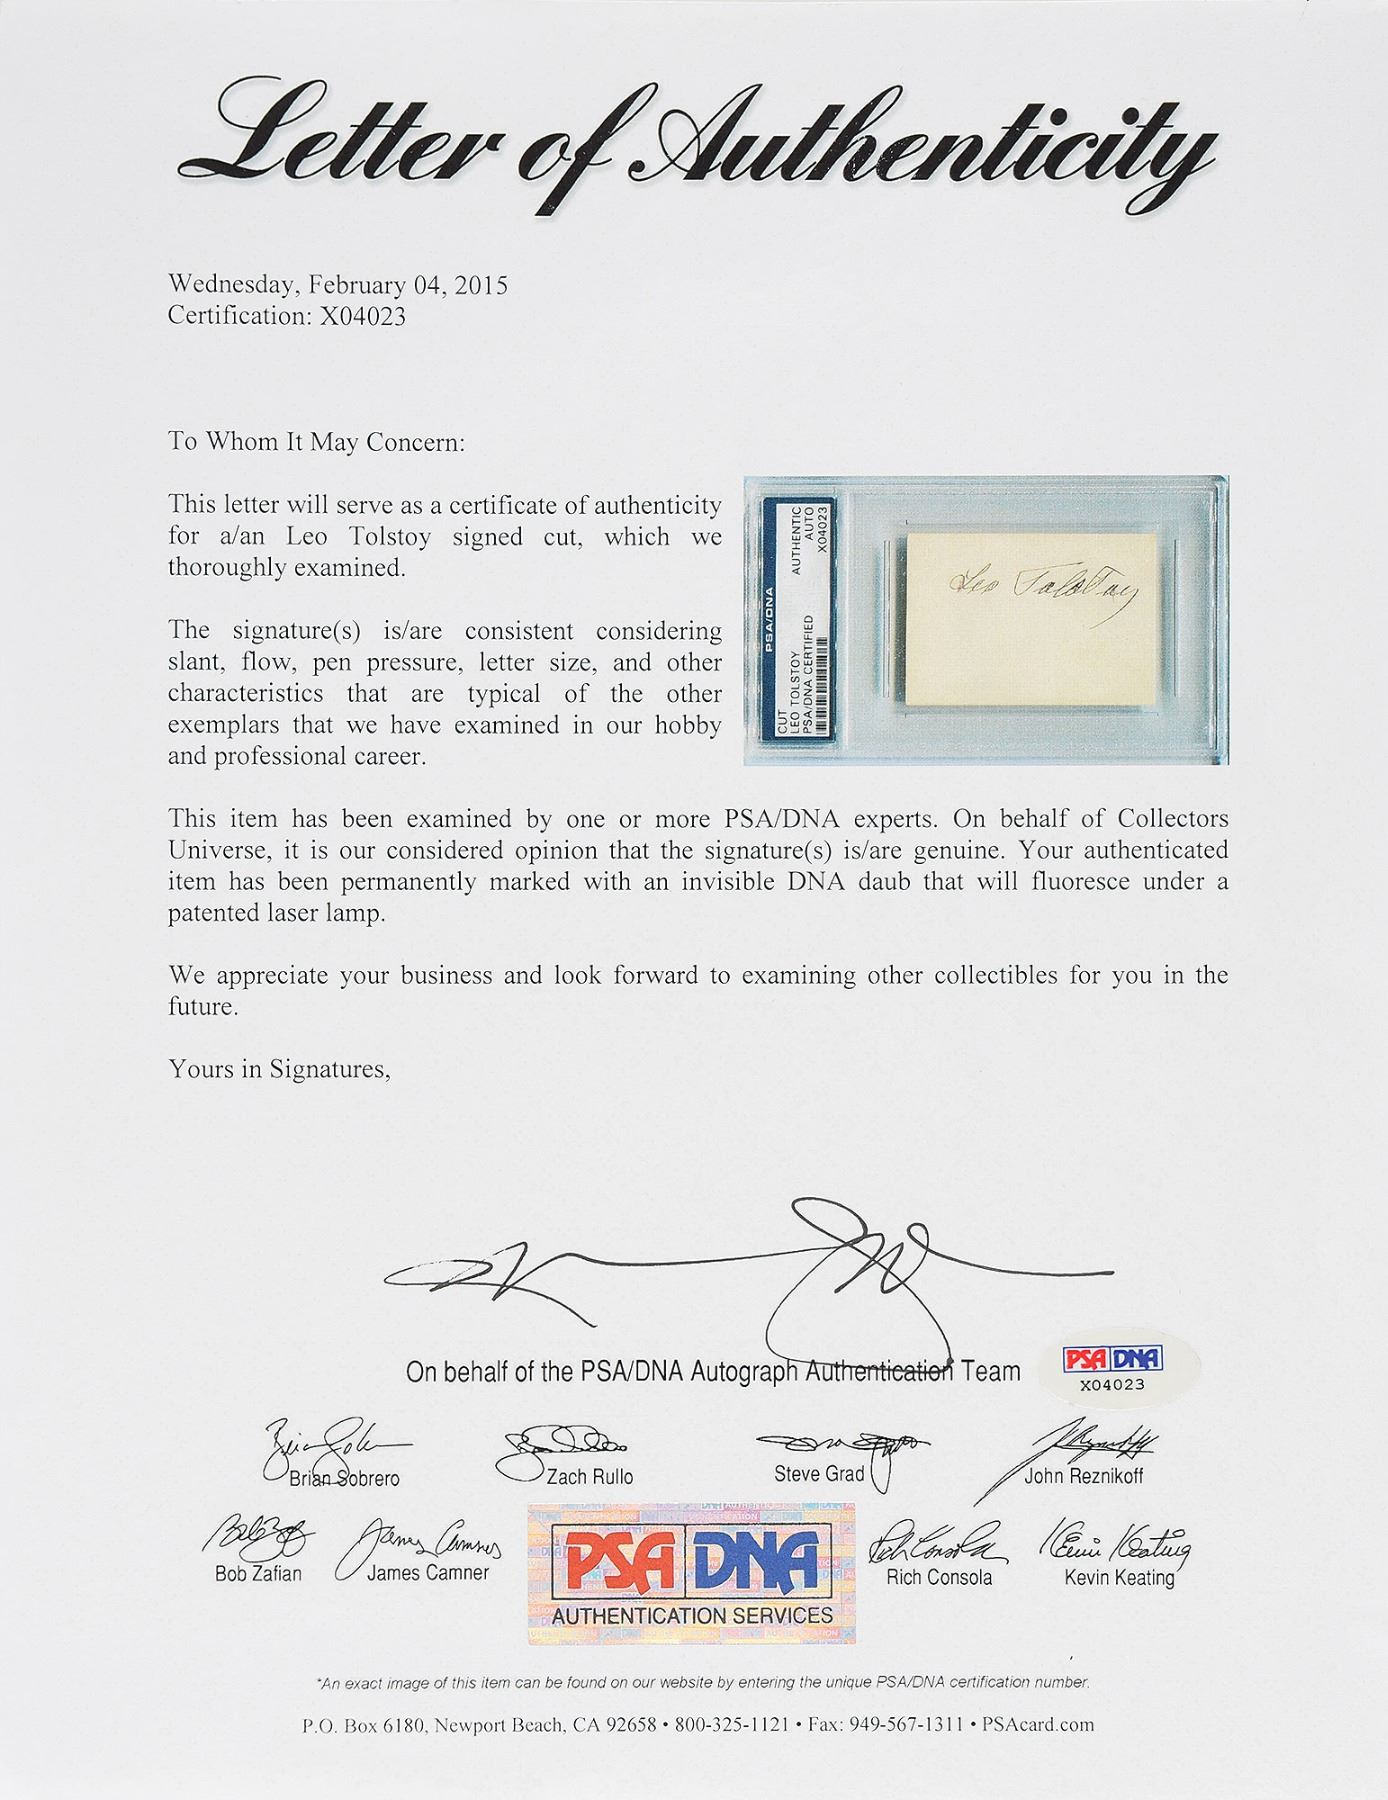 Letter of Authenticity
Wednesday, February 04, 2015
Certification: X04023
To Whom It May Concern:
This letter will serve as a certificate of authenticity
for a/an Leo Tolstoy signed cut, which we
thoroughly examined.
The signature(s) is/are consistent considering
slant, flow, pen pressure, letter size, and other
characteristics that are typical of the other
exemplars that we have examined in our hobby
and professional career.
PSA/DNA
CUT
LEO TOLSTOY
PSA/DNA CERTIFIED
AUTHENTIC
AUTO
X04023
Leo Tolstoy
This item has been examined by one or more PSA/DNA experts. On behalf of Collectors
Universe, it is our considered opinion that the signature(s) is/are genuine. Your authenticated
item has been permanently marked with an invisible DNA daub that will fluoresce under a
patented laser lamp.
We appreciate your business and look forward to examining other collectibles for you in the
future.
Yours in Signatures,
On behalf of the PSA/DNA Autograph Authentication Team
PSA DNA
X04023
Brian Sobrero
Zach Rullo
Steve Grad
John Reznikoff
Bob Zafian
James Camner
James Camner
PSA DNA
AUTHENTICATION SERVICES
Rich Consola
Rich Consola
Kevin Keating
Kevin Keating
*An exact image of this item can be found on our website by entering the unique PSA/DNA certification number.
P.O. Box 6180, Newport Beach, CA 92658 • 800-325-1121 • Fax: 949-567-1311 • PSAcard.com